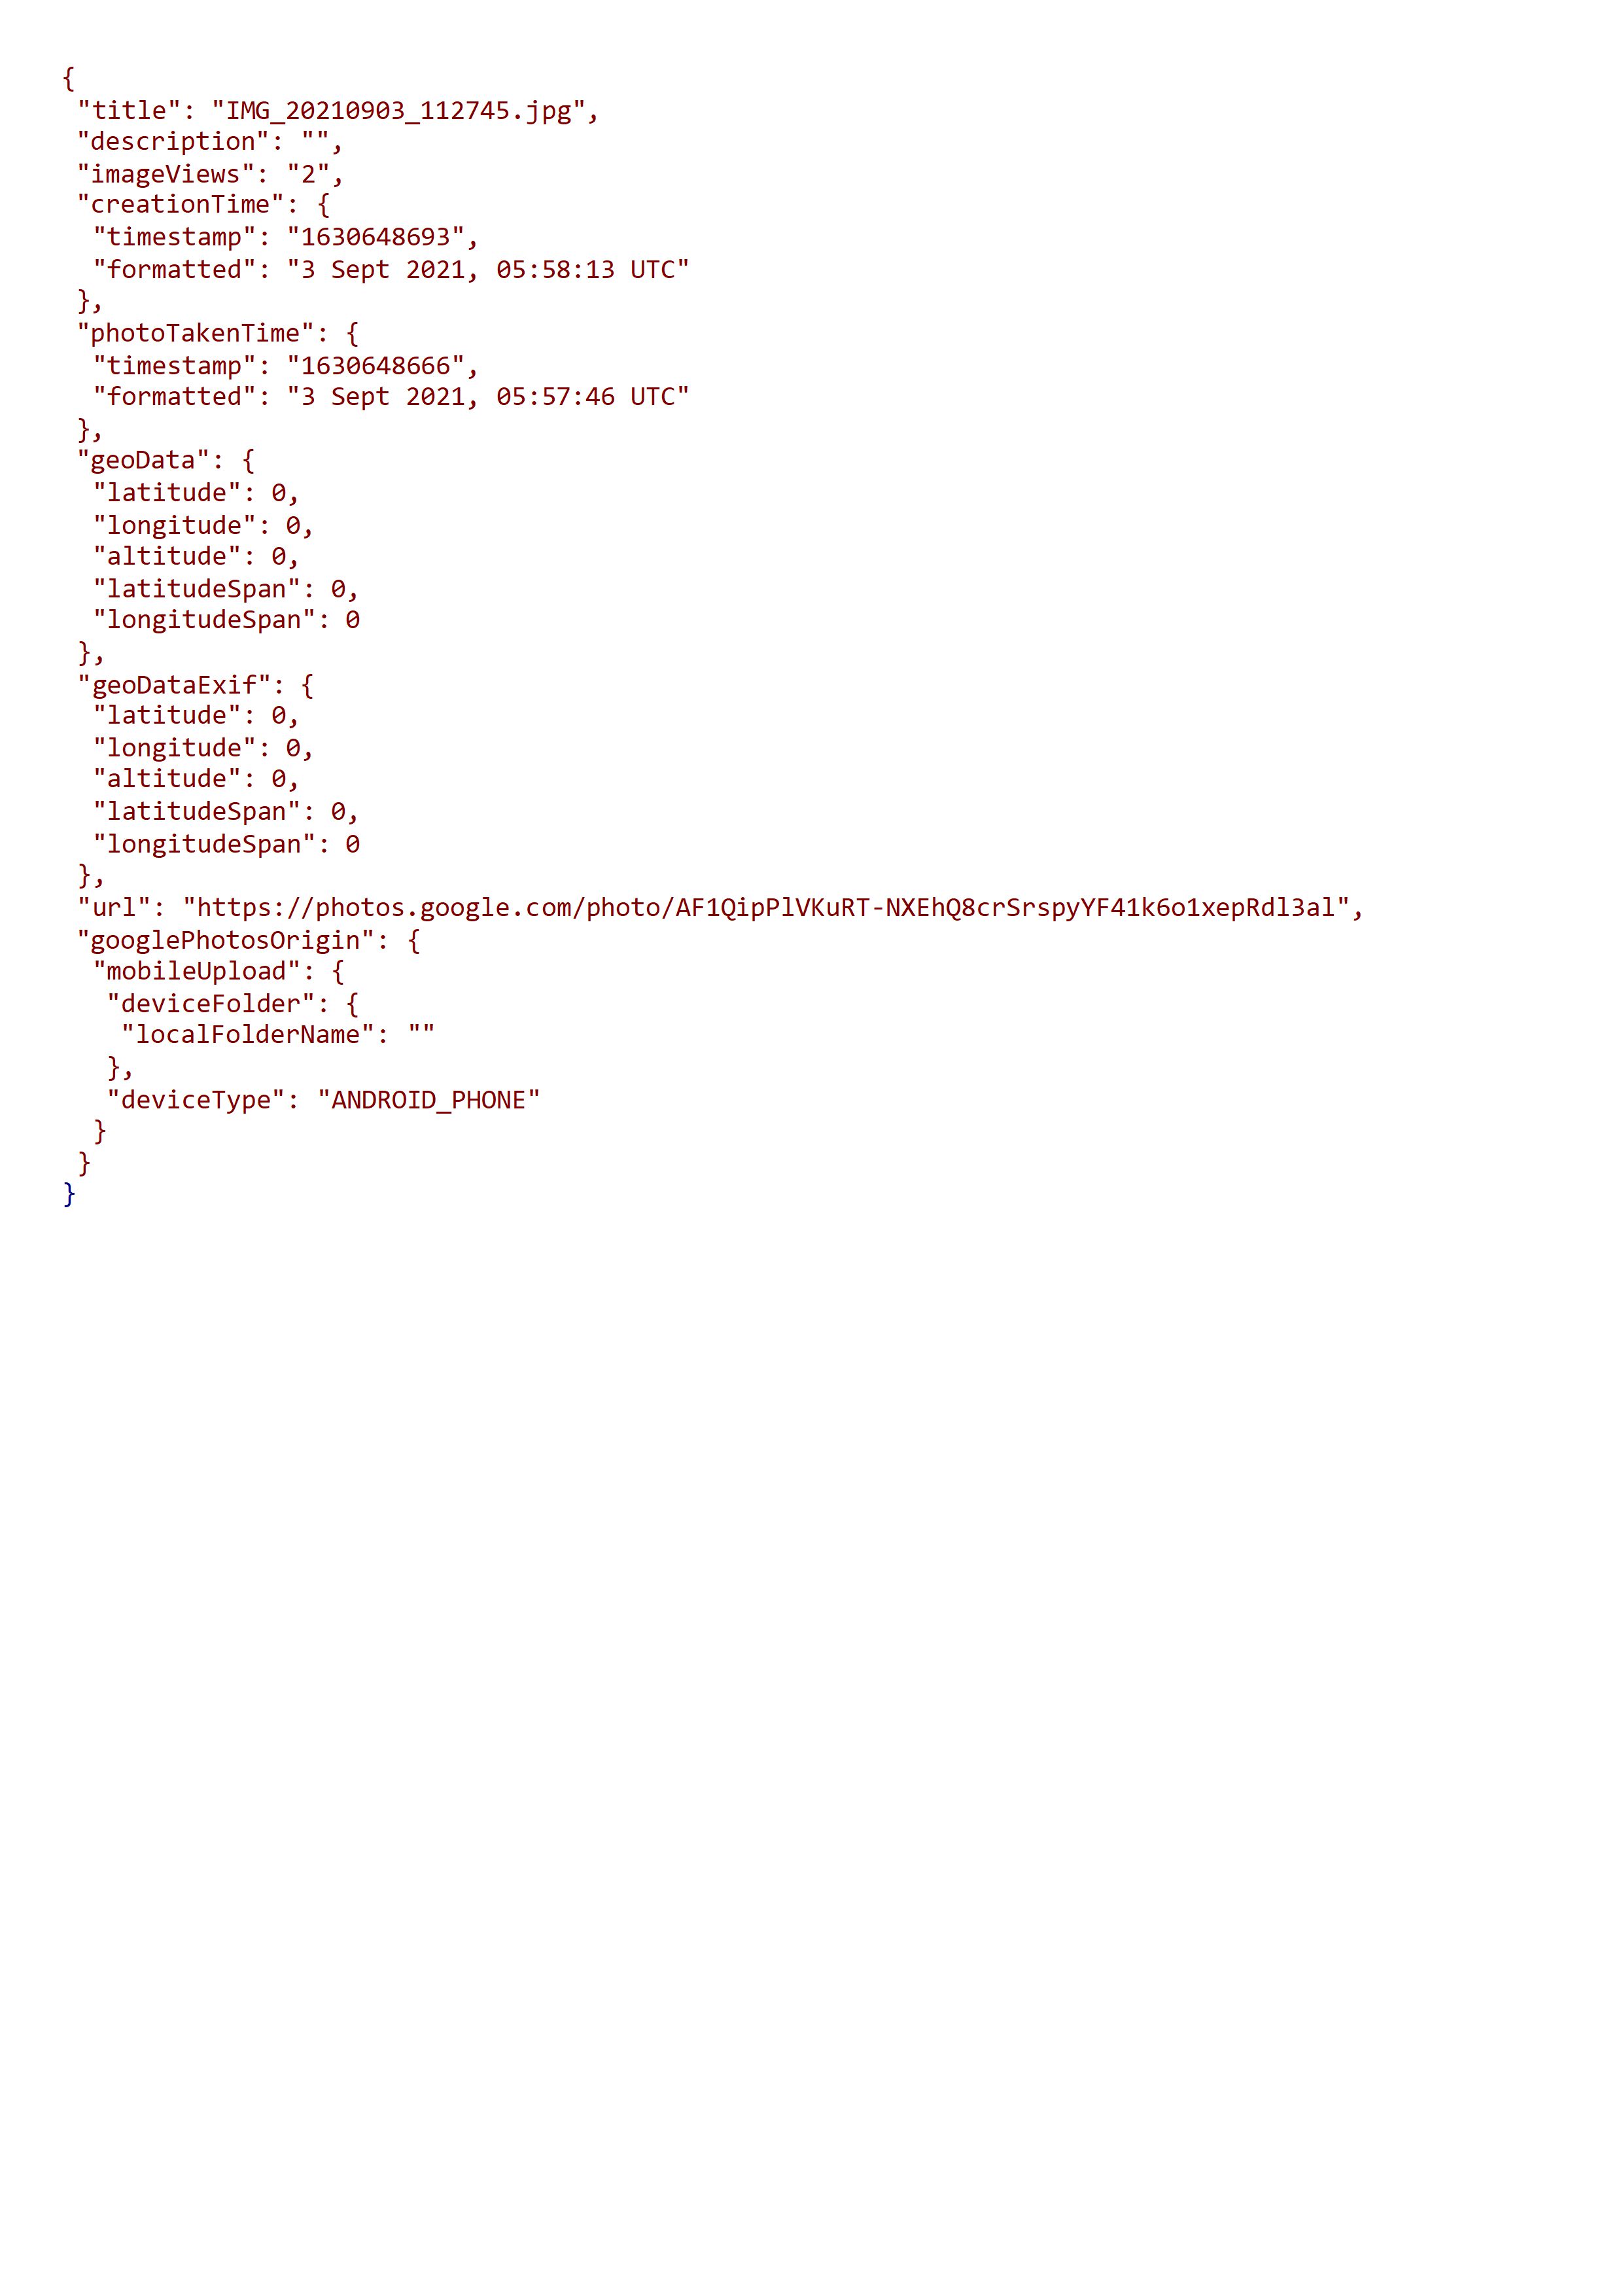 {
 "title": "IMG_20210903_112745.jpg",
 "description": "",
 "imageViews": "2",
 "creationTime": {
  "timestamp": "1630648693",
  "formatted": "3 Sept 2021, 05:58:13 UTC"
 },
 "photoTakenTime": {
  "timestamp": "1630648666",
  "formatted": "3 Sept 2021, 05:57:46 UTC"
 },
 "geoData": {
  "latitude": 0,
  "longitude": 0,
  "altitude": 0,
  "latitudeSpan": 0,
  "longitudeSpan": 0
 },
 "geoDataExif": {
  "latitude": 0,
  "longitude": 0,
  "altitude": 0,
  "latitudeSpan": 0,
  "longitudeSpan": 0
 },
 "url": "https://photos.google.com/photo/AF1QipPlVKuRT-NXEhQ8crSrspyYF41k6o1xepRdl3al",
 "googlePhotosOrigin": {
  "mobileUpload": {
   "deviceFolder": {
    "localFolderName": ""
   },
   "deviceType": "ANDROID_PHONE"
  }
 }
}